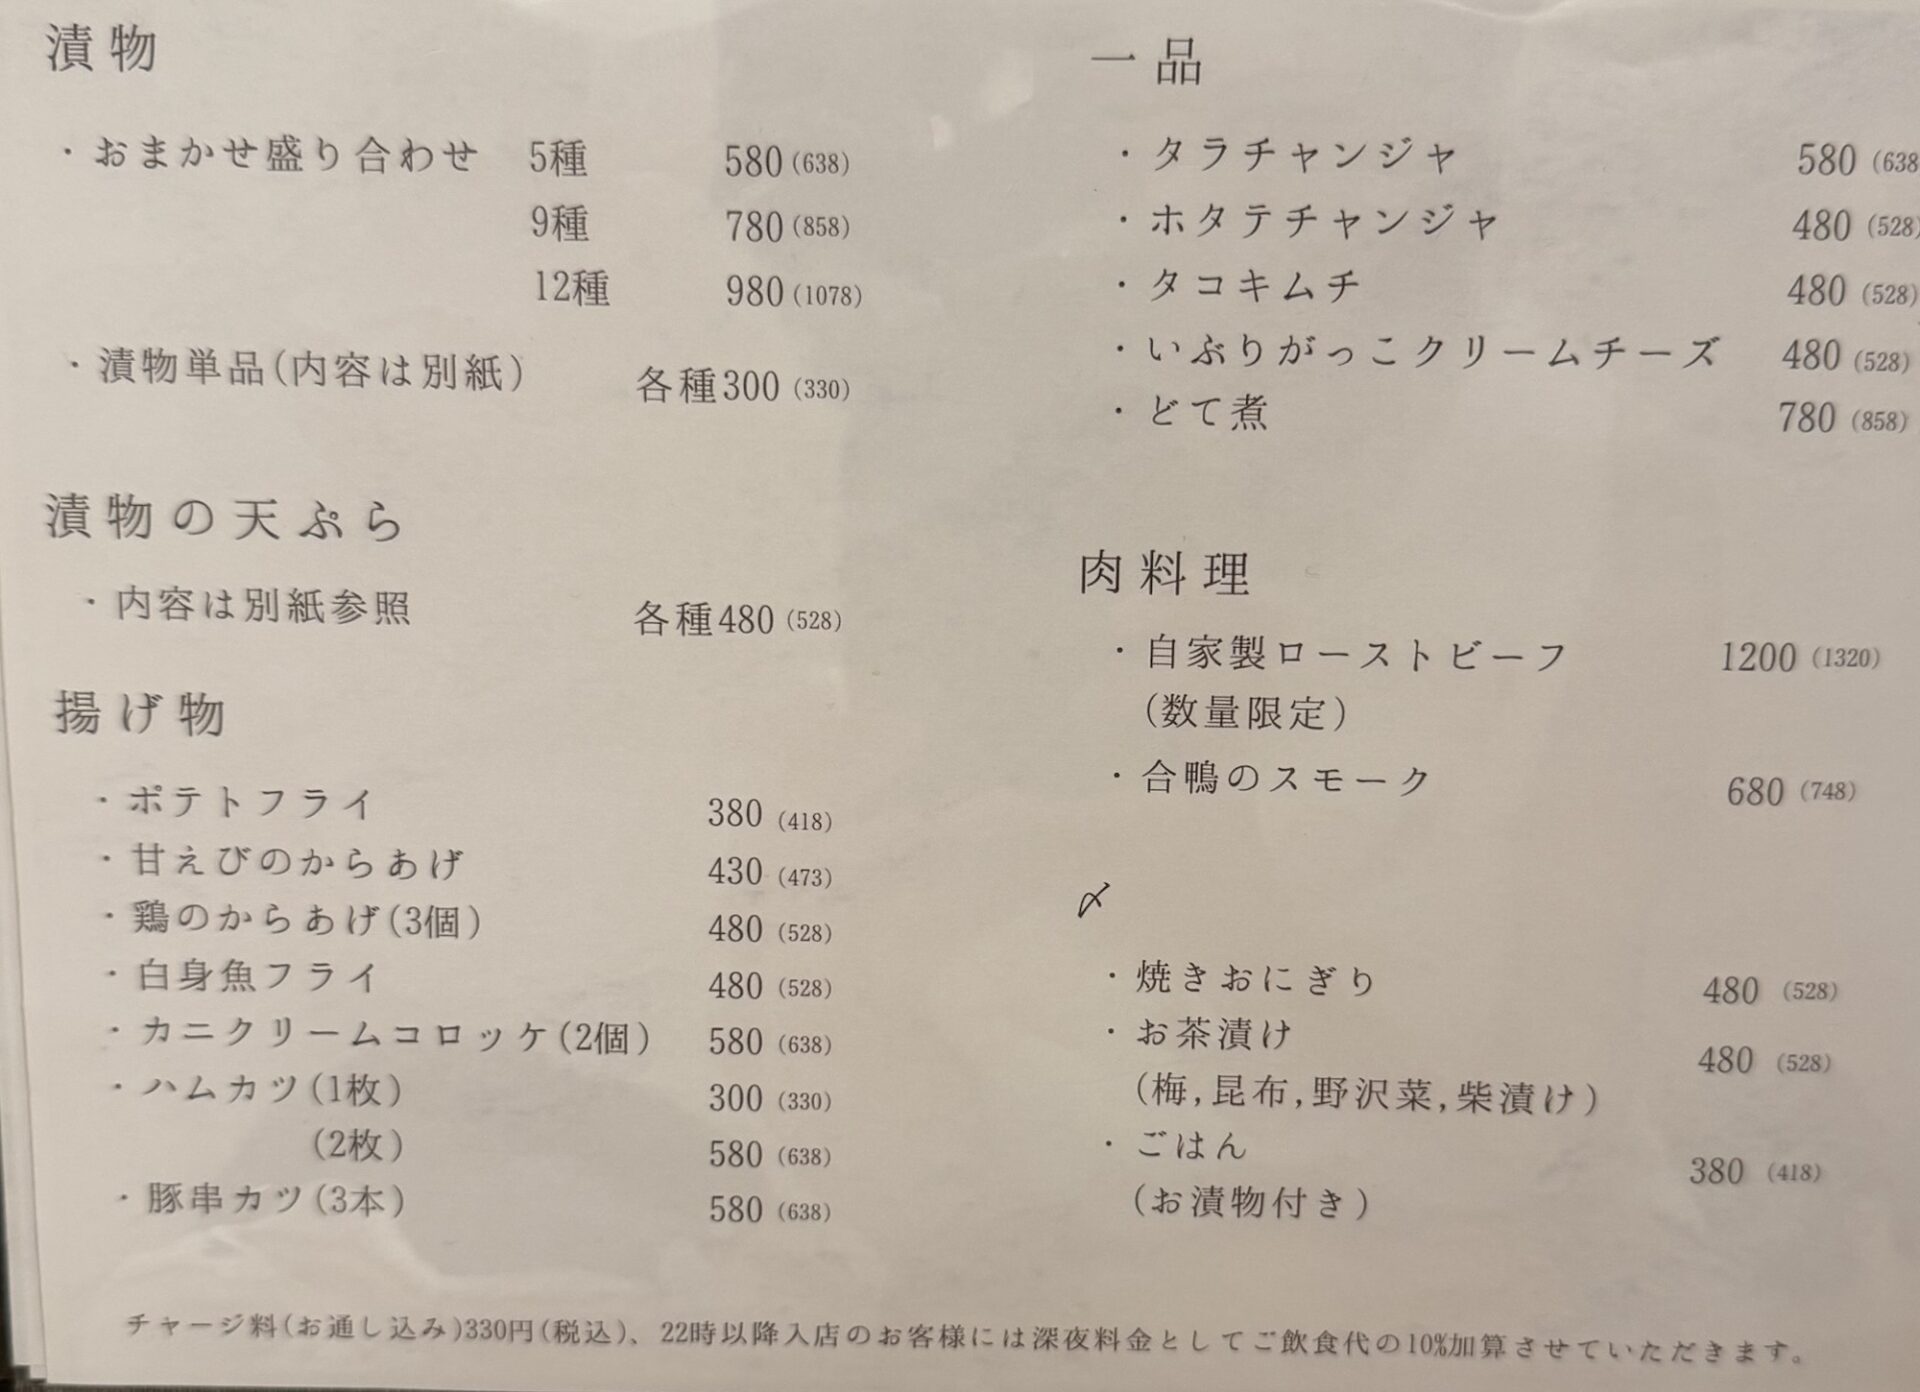 漬物
・おまかせ盛り合わせ 5種 580(638)
9種 780(858)
12種 980(1078)
・漬物単品(内容は別紙) 各種300(330)
漬物の天ぷら
・内容は別紙参照 各種480(528)
揚げ物
・ポテトフライ 380(418)
・甘えびのからあげ 430(473)
・鶏のからあげ(3個) 480(528)
・白身魚フライ 480(528)
・カニクリームコロッケ(2個) 580(638)
・ハムカツ(1枚) 300(330)
(2枚) 580(638)
・豚串カツ(3本) 580(638)
一品
・タラチャンジャ 580(638
・ホタテチャンジャ 480(528)
・タコキムチ 480(528)
・いぶりがっこクリームチーズ 480(528)
・どて煮 780(858)
肉料理
・自家製ローストビーフ 1200(1320)
(数量限定)
・合鴨のスモーク 680(748)
〆
・焼きおにぎり 480(528)
・お茶漬け 480(528)
(梅,昆布,野沢菜,柴漬け)
・ごはん 380(418)
(お漬物付き)
チャージ料(お通し込み)330円(税込)、22時以降入店のお客様には深夜料金としてご飲食代の10%加算させていただきます。